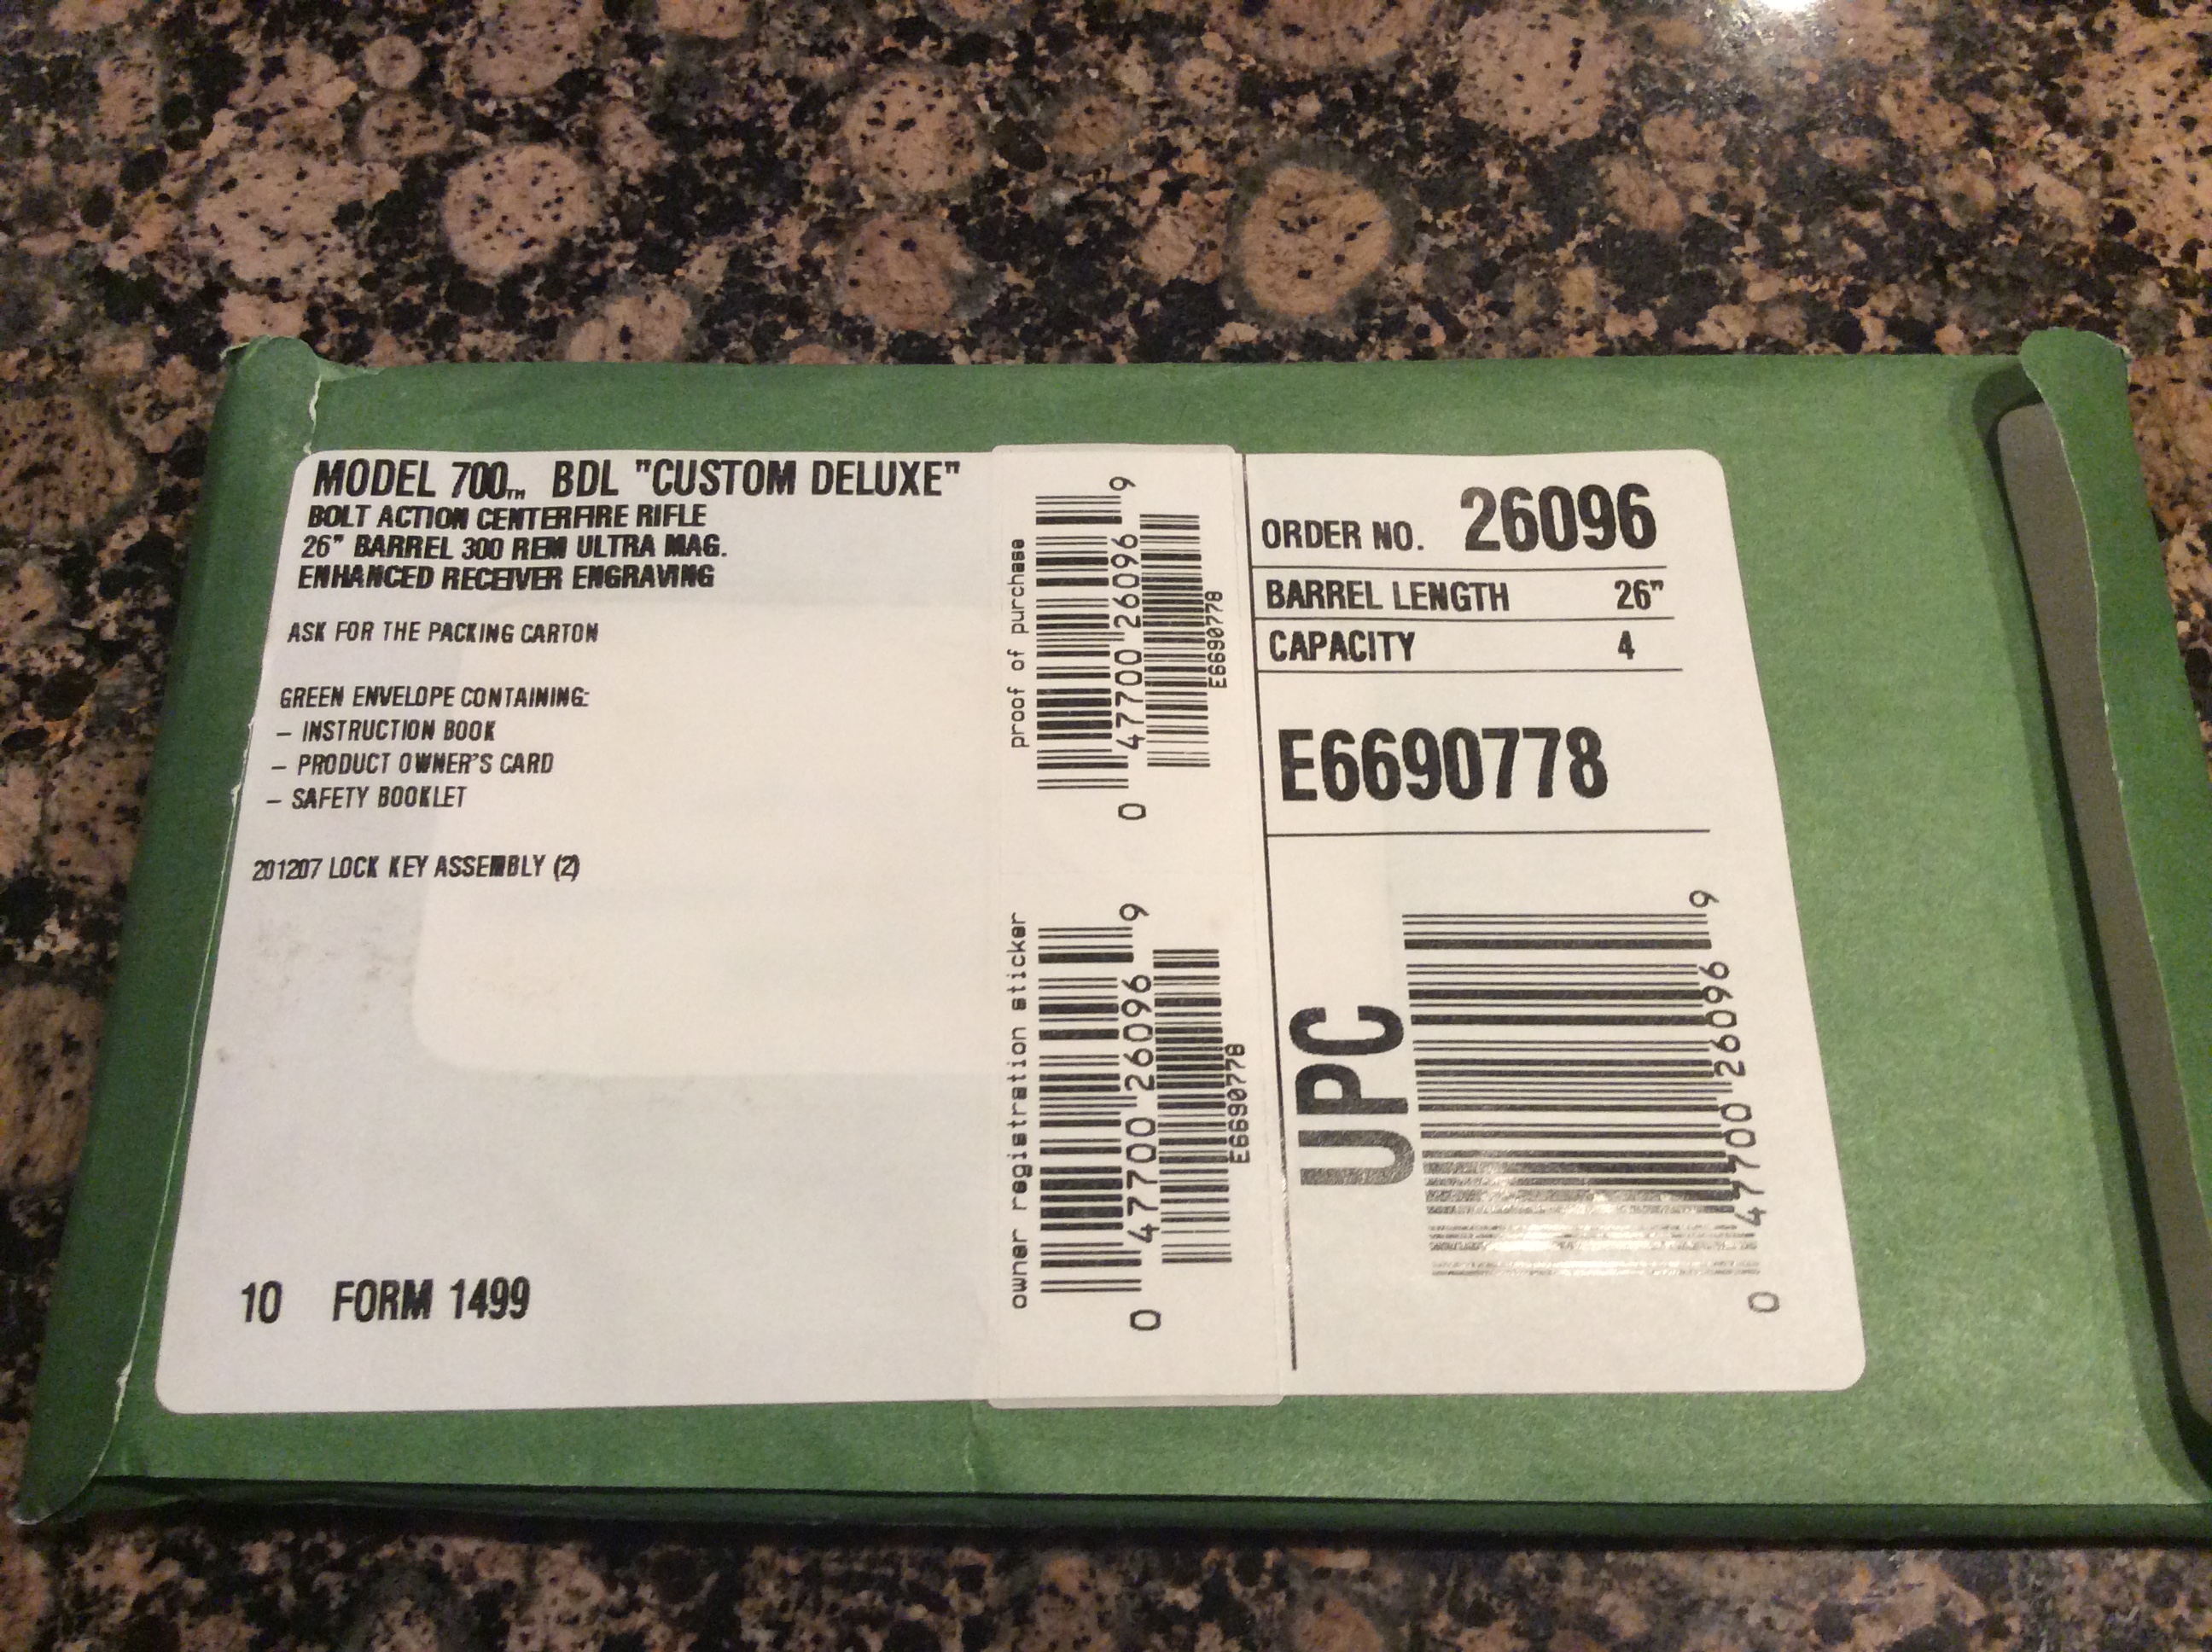 MODEL 700™ BDL "CUSTOM DELUXE"
BOLT ACTION CENTERFIRE RIFLE
26" BARREL 300 REM ULTRA MAG.
ENHANCED RECEIVER ENGRAVING
ASK FOR THE PACKING CARTON
GREEN ENVELOPE CONTAINING:
– INSTRUCTION BOOK
– PRODUCT OWNER'S CARD
– SAFETY BOOKLET
201207 LOCK KEY ASSEMBLY (2)
10 FORM 1499
proof of purchase
0 47700 26096 9
E6690778
owner registration sticker
0 47700 26096 9
E6690778
ORDER NO. 26096
BARREL LENGTH 26"
CAPACITY 4
E6690778
UPC
0 47700 26096 9